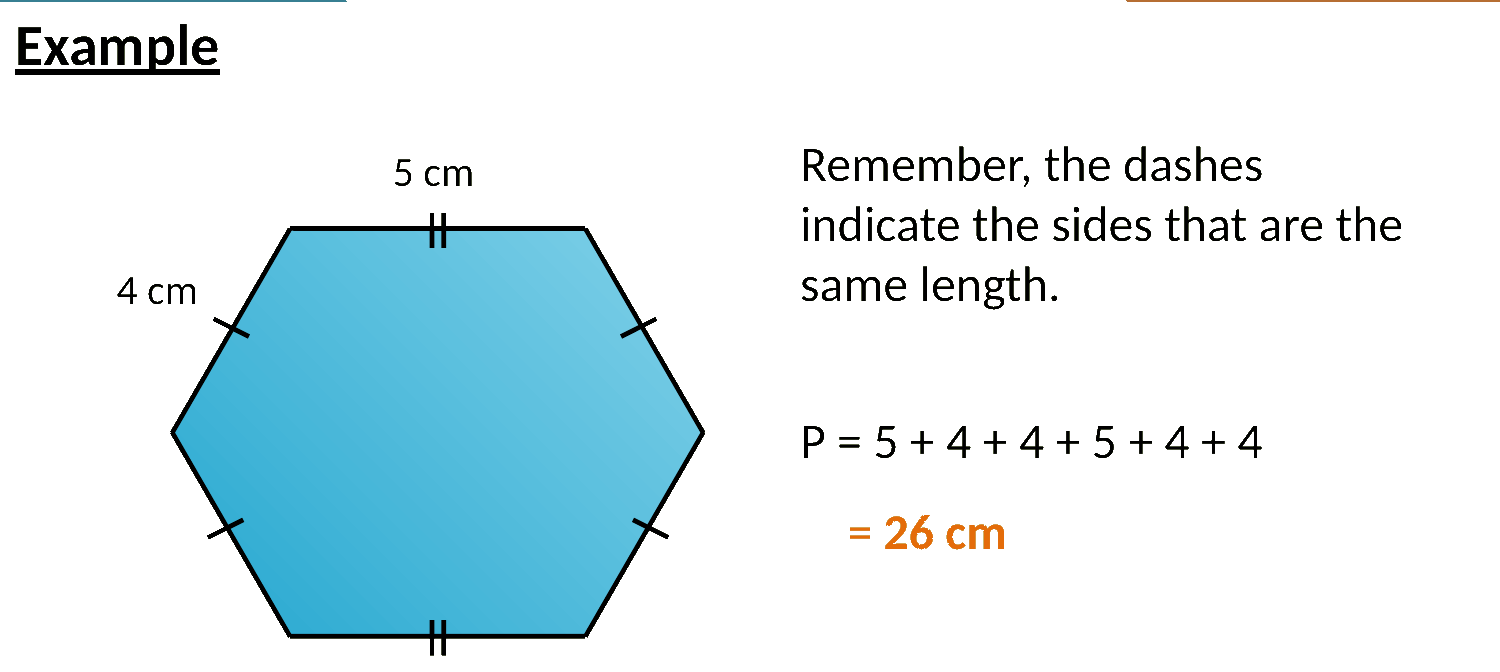 Example
5 cm
4 cm
Remember, the dashes
indicate the sides that are the
same length.
P = 5 + 4 + 4 + 5 + 4 + 4
= 26 cm